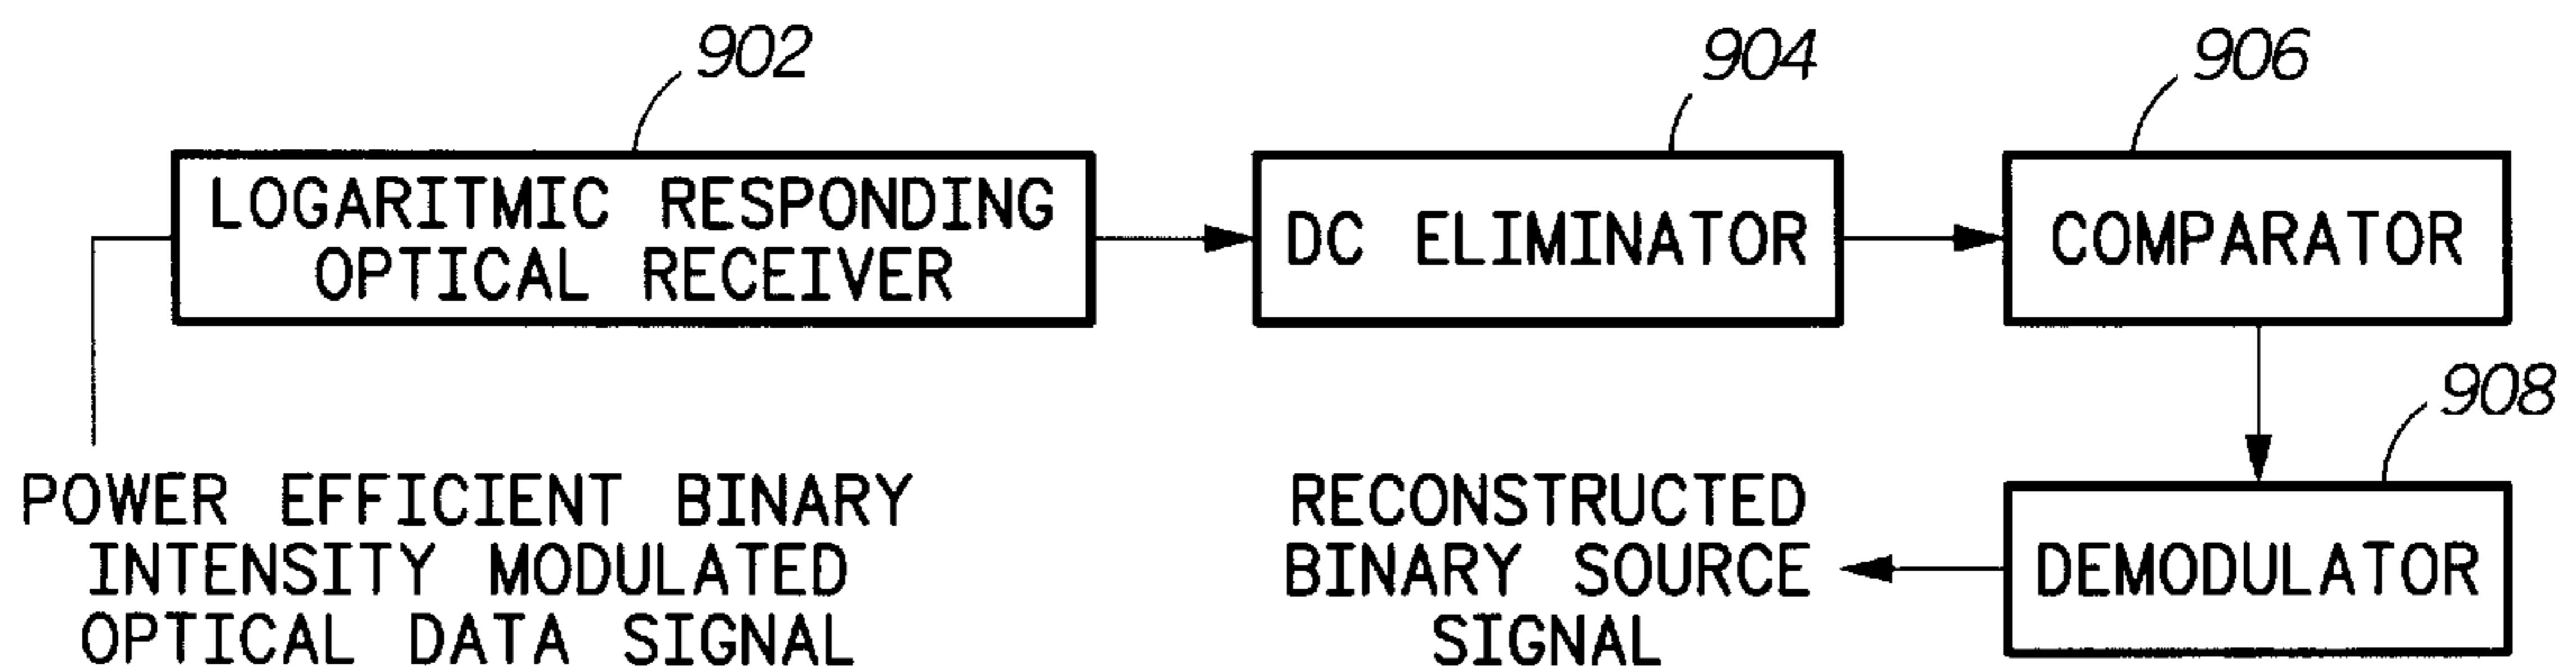 902
904
906
LOGARITMIC RESPONDING
OPTICAL RECEIVER
DC ELIMINATOR
COMPARATOR
908
POWER EFFICIENT BINARY
INTENSITY MODULATED
OPTICAL DATA SIGNAL
RECONSTRUCTED
BINARY SOURCE
SIGNAL
DEMODULATOR